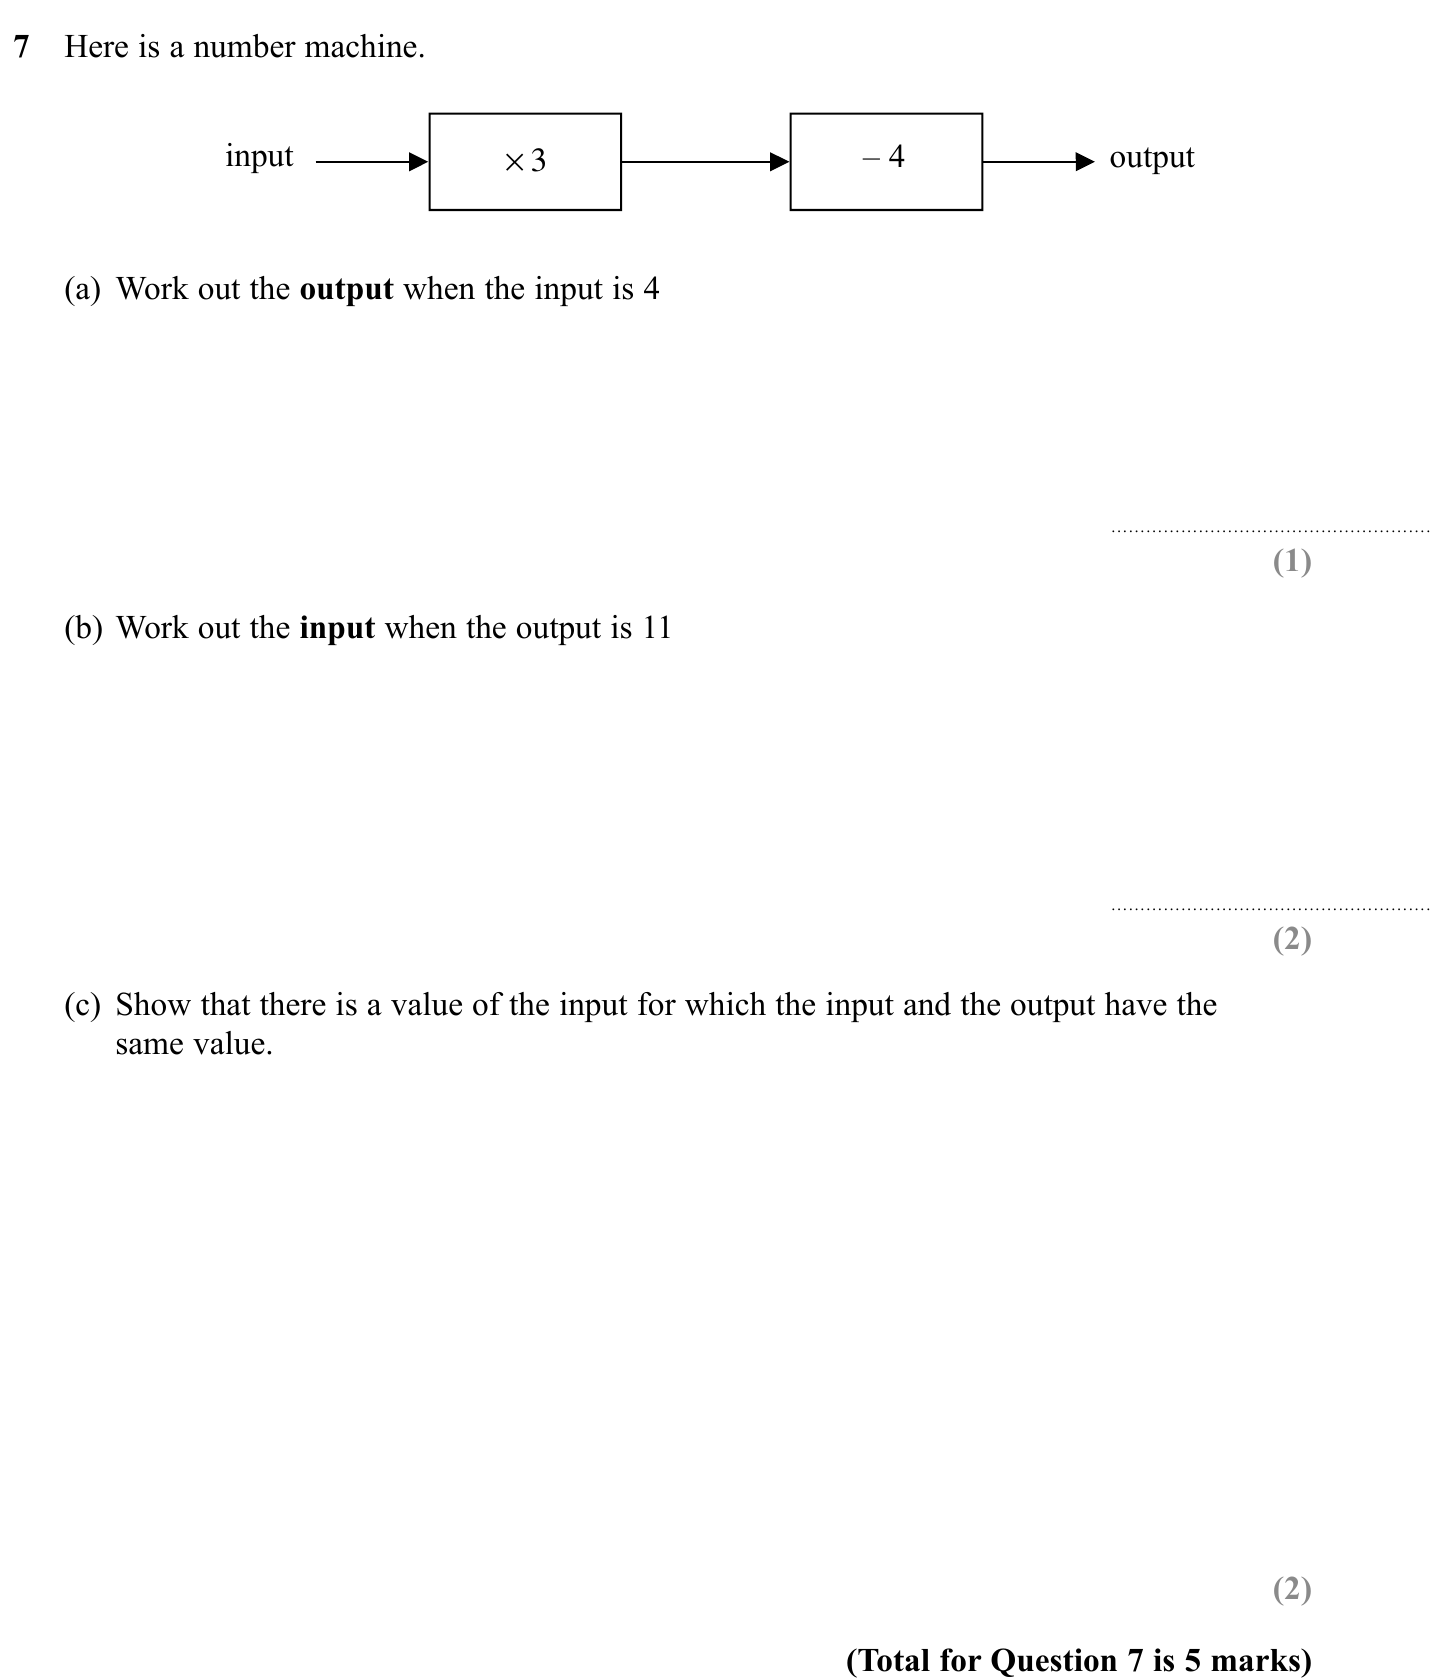 7 Here is a number machine.
input × 3 – 4 output
(a) Work out the output when the input is 4
(1)
(b) Work out the input when the output is 11
(2)
(c) Show that there is a value of the input for which the input and the output have the
same value.
(2)
(Total for Question 7 is 5 marks)